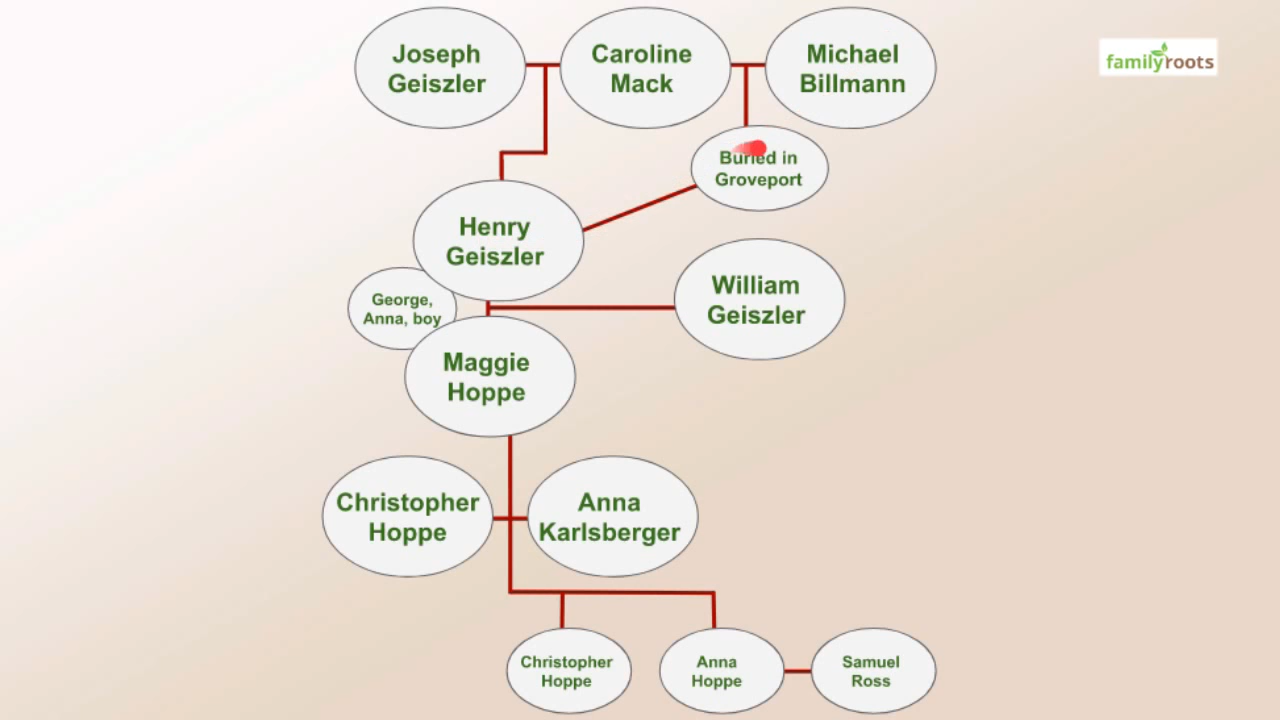 Joseph
Geiszler
Caroline
Mack
Michael
Billmann
familyroots
Buried in
Groveport
Henry
Geiszler
George,
Anna, boy
William
Geiszler
Maggie
Hoppe
Christopher
Hoppe
Anna
Karlsberger
Christopher
Hoppe
Anna
Hoppe
Samuel
Ross